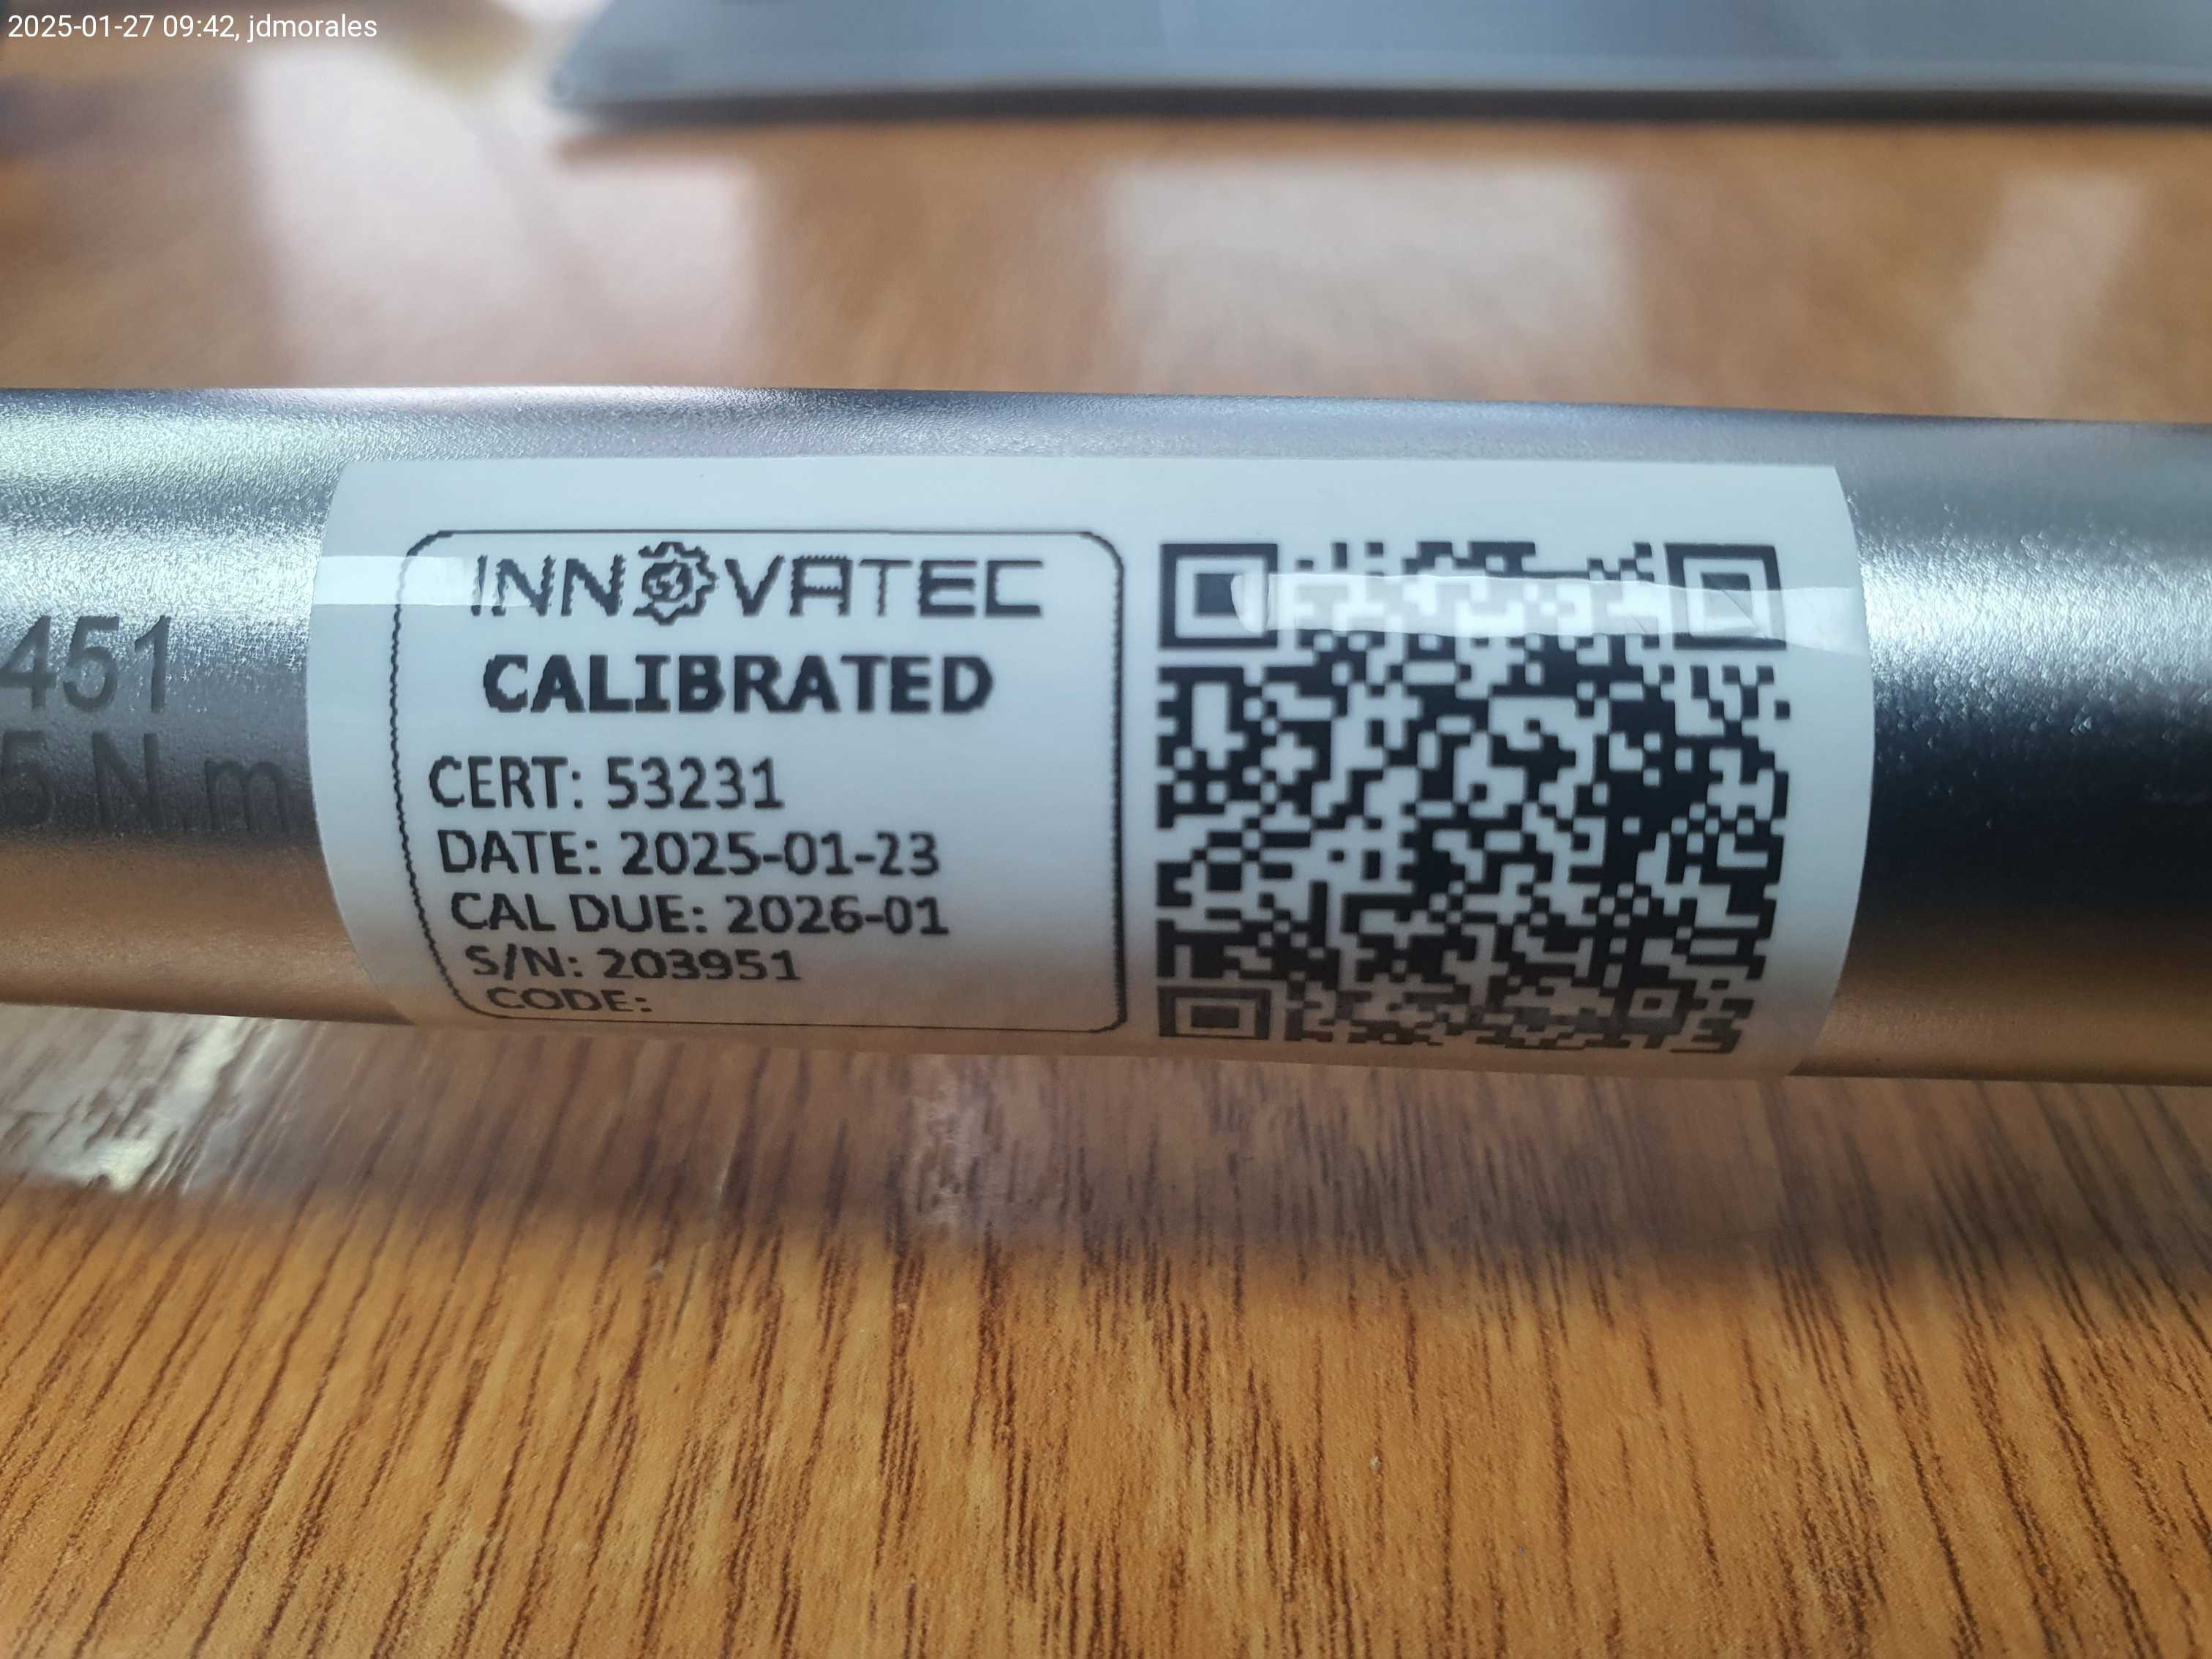 2025-01-27 09:42, jdmorales
451
5 N.m
INNOVATEC
CALIBRATED
CERT: 53231
DATE: 2025-01-23
CAL DUE: 2026-01
S/N: 203951
CODE: